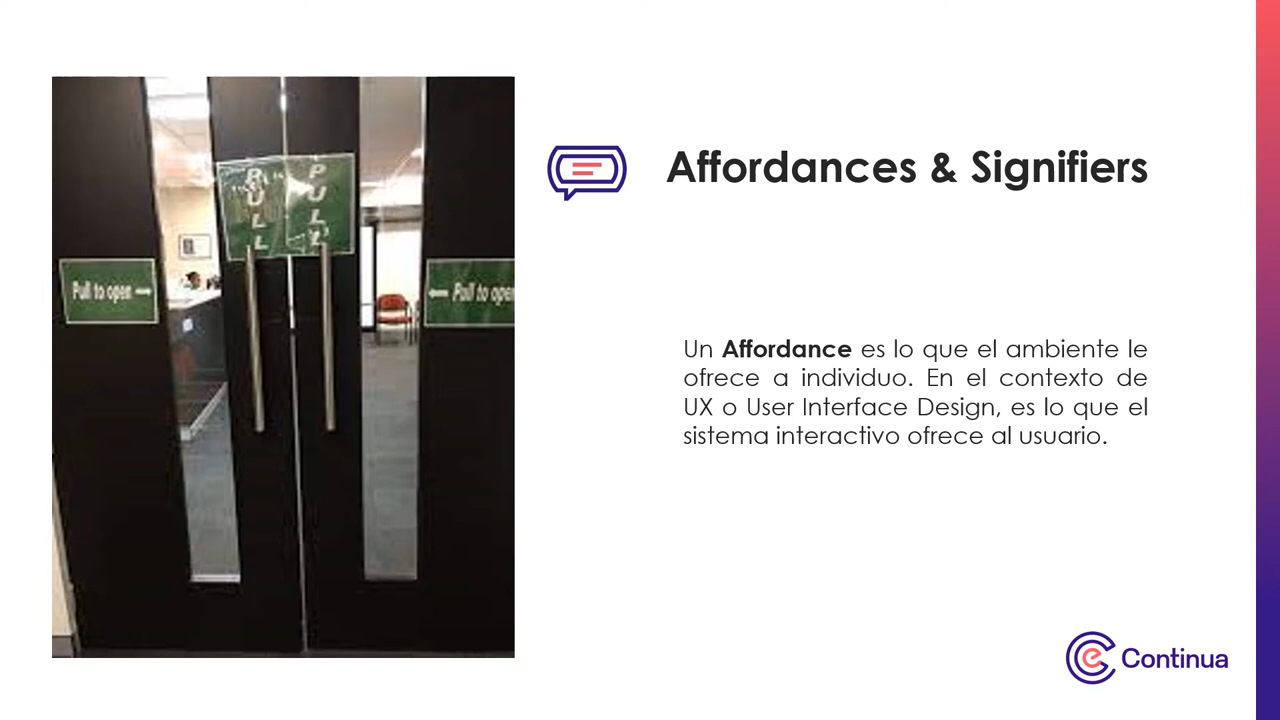 Affordances & Signifiers
PULL
PULL
Pull to open
Pull to open
Un Affordance es lo que el ambiente le
ofrece a individuo. En el contexto de
UX o User Interface Design, es lo que el
sistema interactivo ofrece al usuario.
Continua